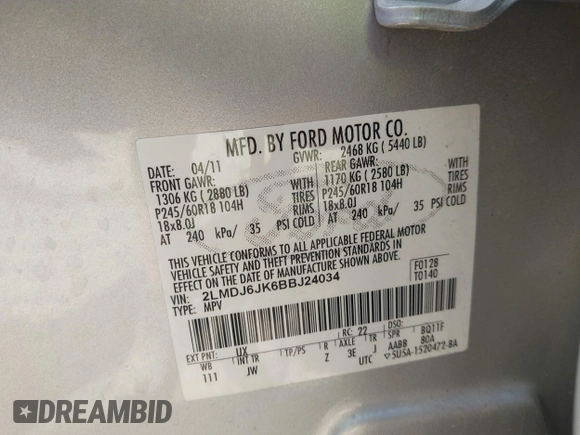 MFD. BY FORD MOTOR CO.
DATE: 04/11 GVWR: 2468 KG ( 5440 LB)
FRONT GAWR: REAR GAWR:
1306 KG ( 2880 LB) WITH 1170 KG ( 2580 LB) WITH
P245/60R18 104H TIRES P245/60R18 104H TIRES
18x8.0J RIMS 18x8.0J RIMS
AT 240 kPa/ 35 PSI COLD AT 240 kPa/ 35 PSI COLD
Ford
THIS VEHICLE CONFORMS TO ALL APPLICABLE FEDERAL MOTOR
VEHICLE SAFETY AND THEFT PREVENTION STANDARDS IN
EFFECT ON THE DATE OF MANUFACTURE SHOWN ABOVE.
VIN: 2LMDJ6JK6BBJ24034
TYPE: MPV
F0128
T0140
RC: 22 DSO:
EXT PNT: UX
WB INT TR TP/PS R AXLE TR SPR BQ11F
111 JW Z 3E J AABB 80A
UTC ▽5U5A-1520472-BA
DREAMBID